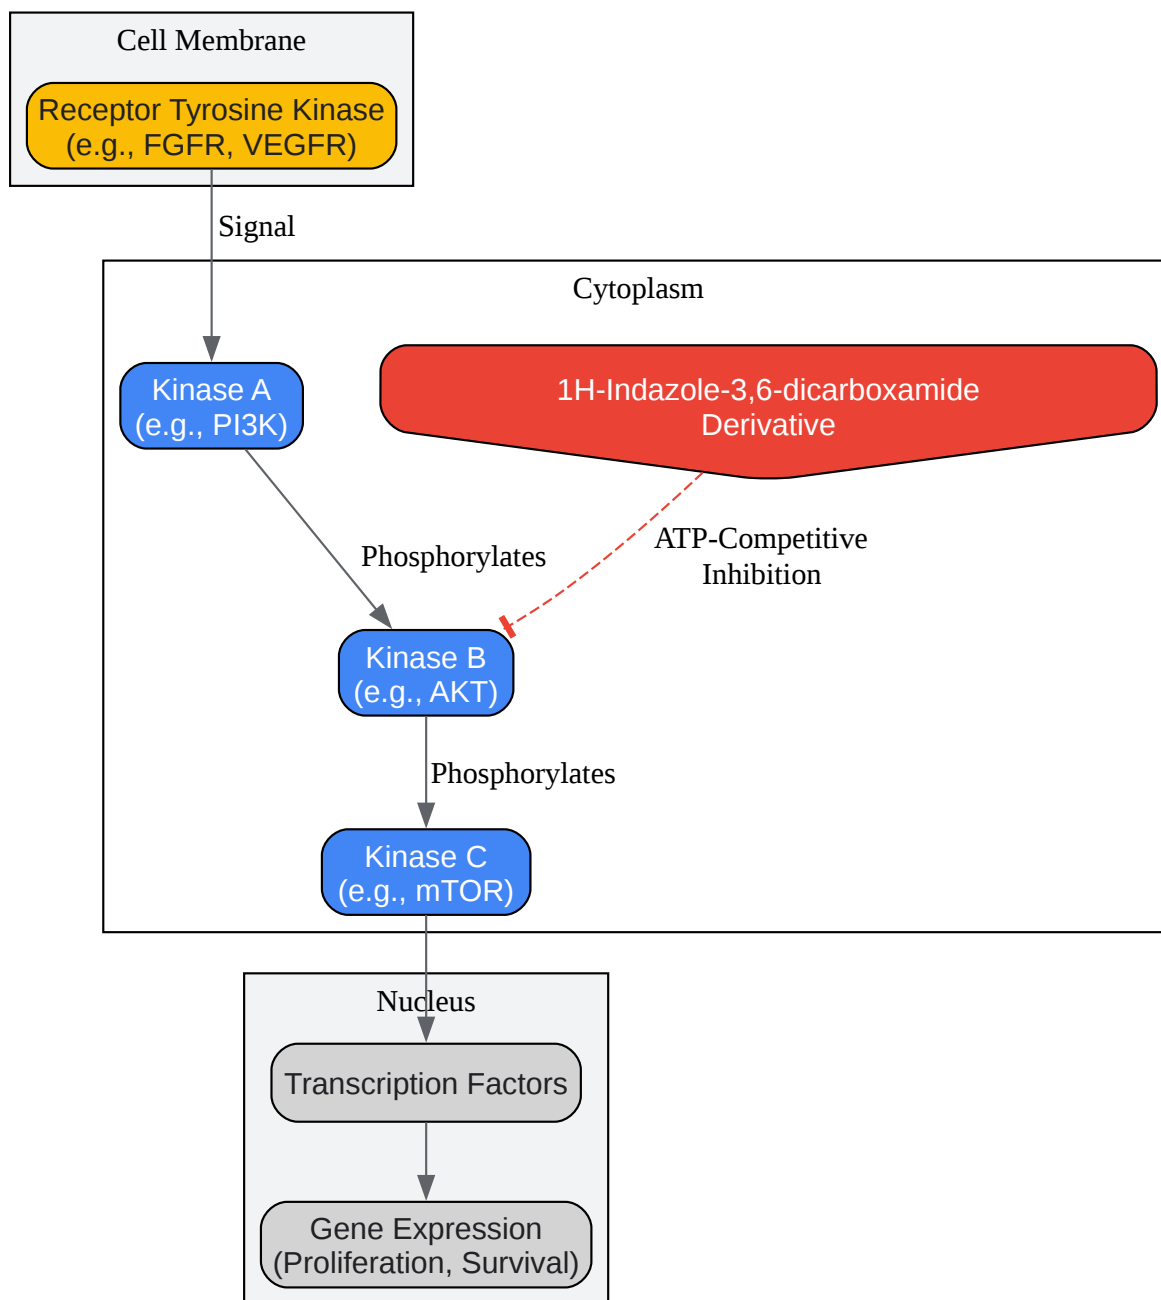 Cell Membrane
Receptor Tyrosine Kinase
(e.g., FGFR, VEGFR)
Signal
Cytoplasm
Kinase A
(e.g., PI3K)
1H-Indazole-3,6-dicarboxamide
Derivative
Phosphorylates
ATP-Competitive
Inhibition
Kinase B
(e.g., AKT)
Phosphorylates
Kinase C
(e.g., mTOR)
Nucleus
Transcription Factors
Gene Expression
(Proliferation, Survival)